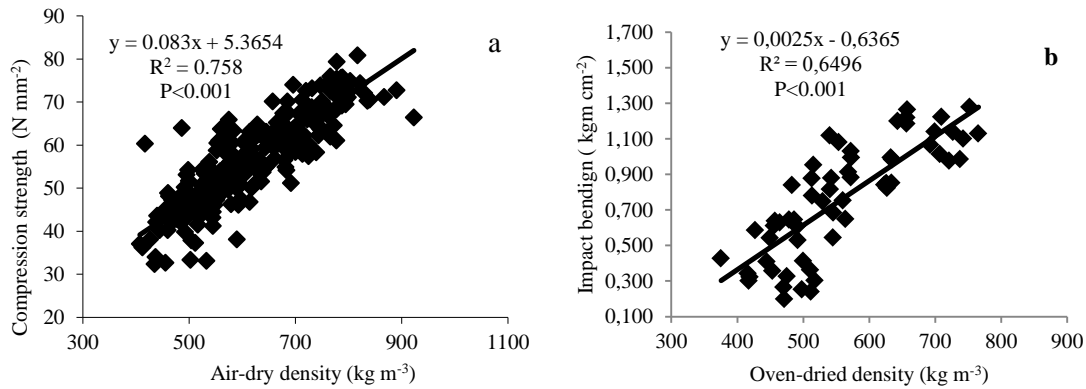 Compression strength (N mm-2)
90
80
70
60
50
40
30
20
y = 0.083x + 5.3654
R² = 0.758
P<0.001
a
300
500
700
900
1100
Air-dry density (kg m-3)
Impact bendign ( kgm cm-2)
1,700
1,500
1,300
1,100
0,900
0,700
0,500
0,300
0,100
y = 0,0025x - 0,6365
R² = 0,6496
P<0.001
b
300
400
500
600
700
800
900
Oven-dried density (kg m-3)